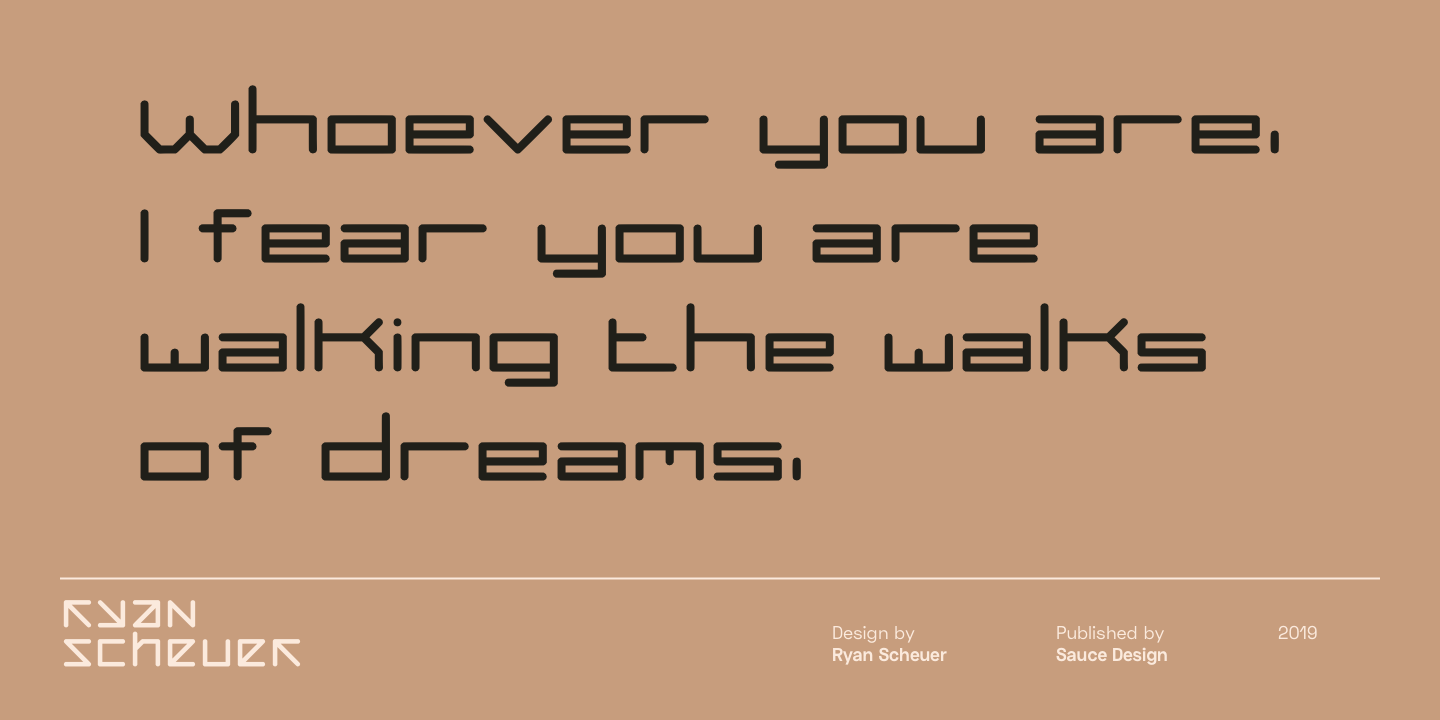 Whoever you are,
I fear you are
walking the walks
of dreams,
Ryan
Scheuer
Design by
Ryan Scheuer
Published by
Sauce Design
2019